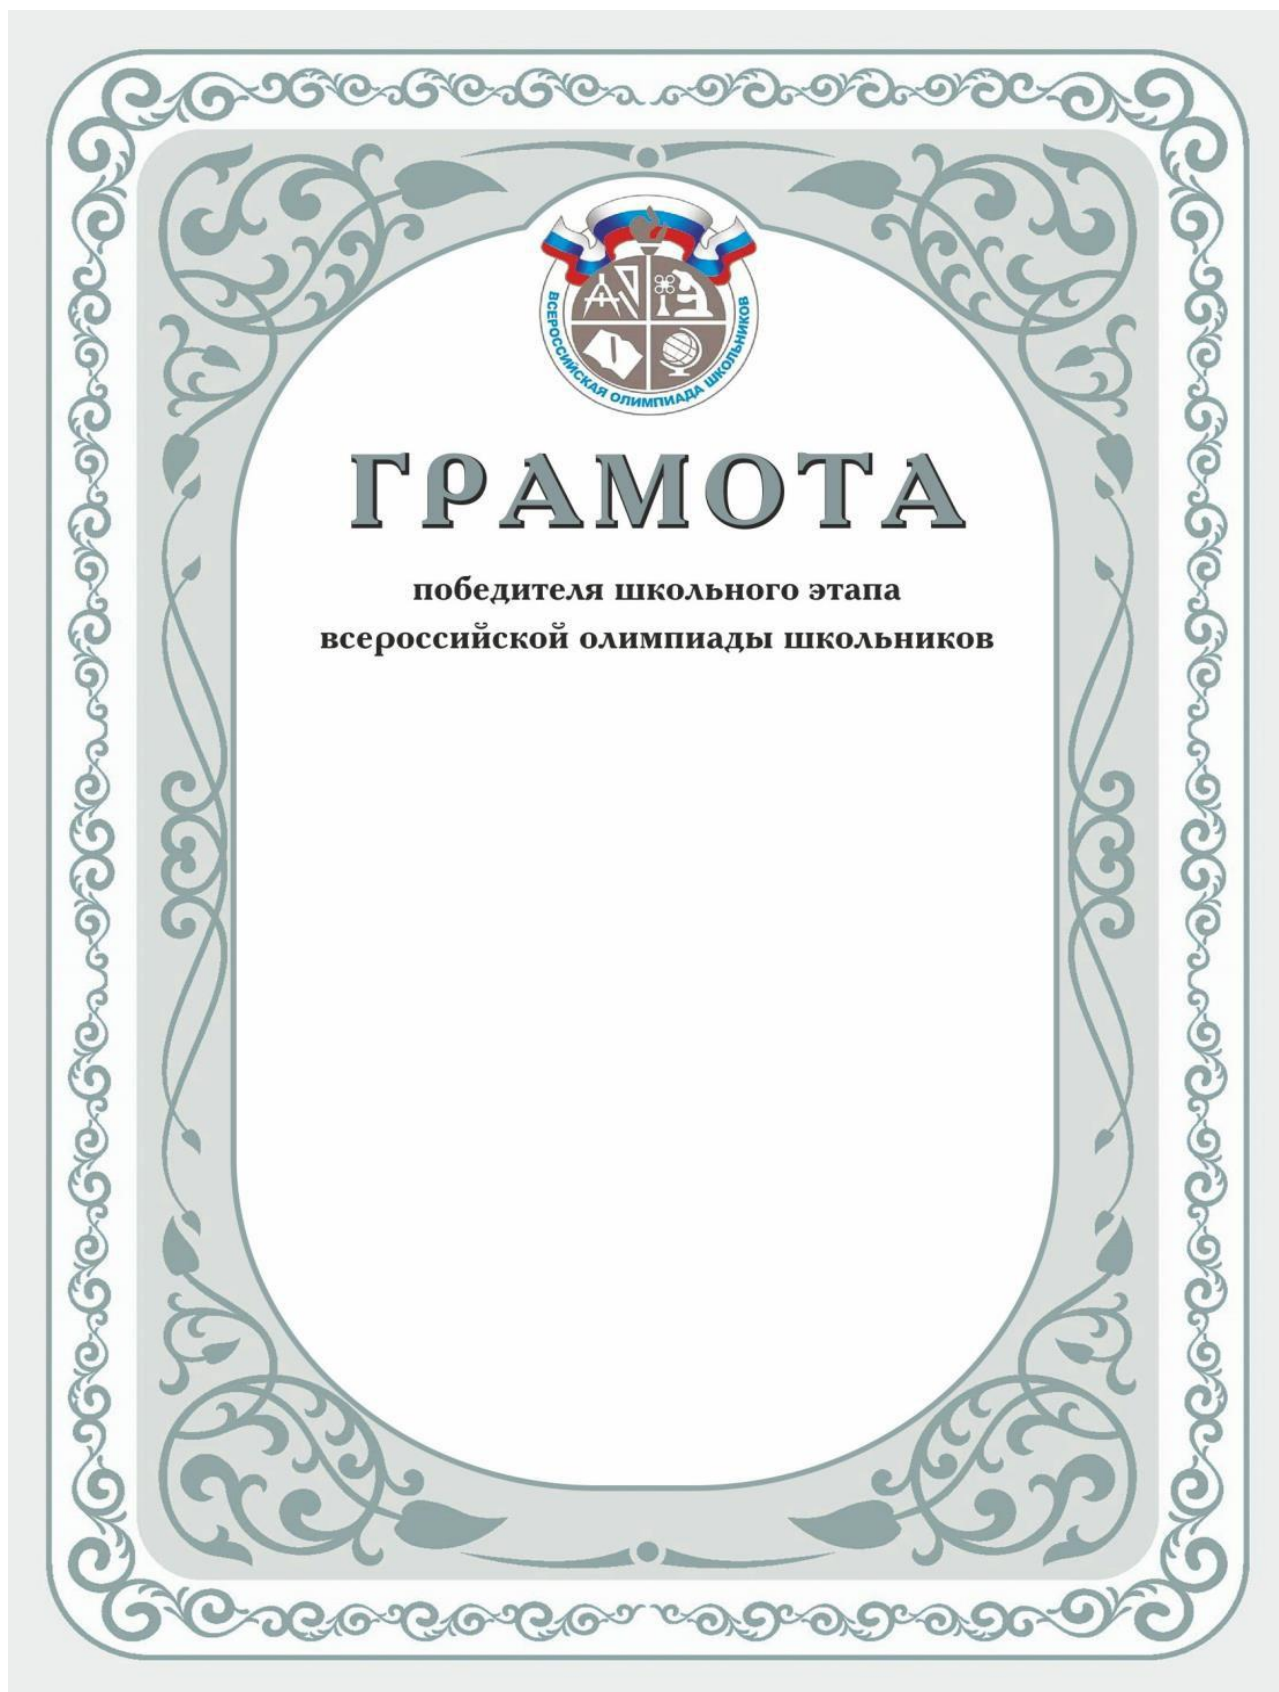 ВСЕРОССИЙСКАЯ ОЛИМПИАДА ШКОЛЬНИКОВ
ГРАМОТА
победителя школьного этапа
всероссийской олимпиады школьников